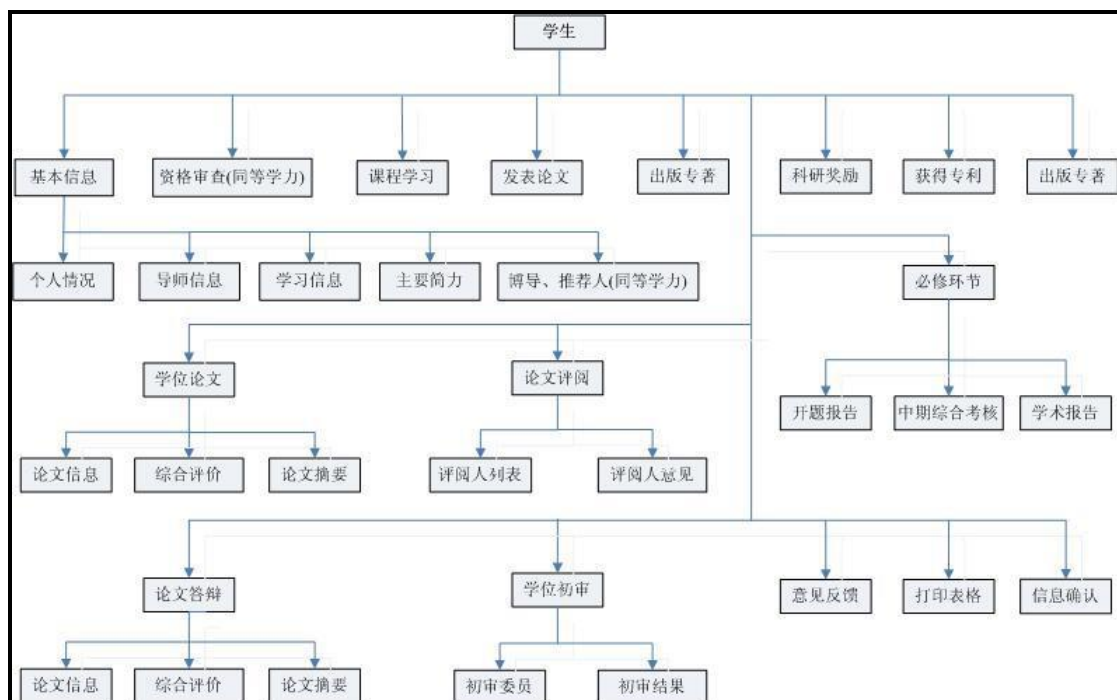 学生
基本信息
资格审查(同等学力)
课程学习
发表论文
出版专著
科研奖励
获得专利
出版专著
个人情况
导师信息
学习信息
主要简力
博导、推荐人(同等学力)
必修环节
学位论文
论文评阅
开题报告
中期综合考核
学术报告
论文信息
综合评价
论文摘要
评阅人列表
评阅人意见
论文答辩
学位初审
意见反馈
打印表格
信息确认
论文信息
综合评价
论文摘要
初审委员
初审结果